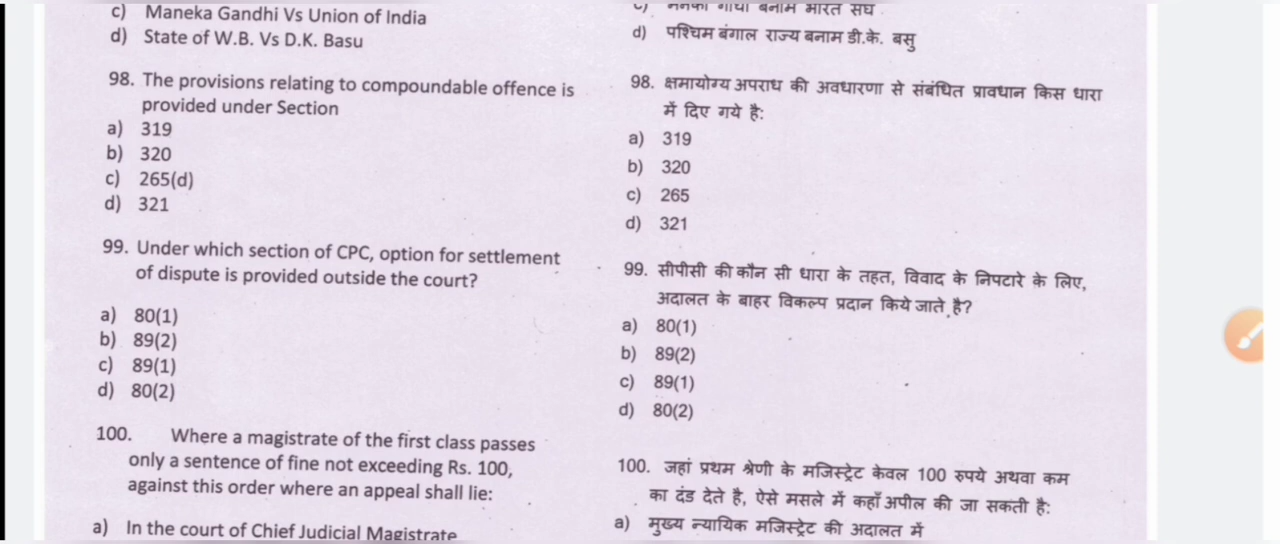 c) Maneka Gandhi Vs Union of India
d) State of W.B. Vs D.K. Basu
98. The provisions relating to compoundable offence is
provided under Section
a) 319
b) 320
c) 265(d)
d) 321
99. Under which section of CPC, option for settlement
of dispute is provided outside the court?
a) 80(1)
b) 89(2)
c) 89(1)
d) 80(2)
100. Where a magistrate of the first class passes
only a sentence of fine not exceeding Rs. 100,
against this order where an appeal shall lie:
a) In the court of Chief Judicial Magistrate
c) बनाम भारत संघ
d) पश्चिम बंगाल राज्य बनाम डी.के. बसु
98. क्षमायोग्य अपराध की अवधारणा से संबंधित प्रावधान किस धारा
में दिए गये है:
a) 319
b) 320
c) 265
d) 321
99. सीपीसी की कौन सी धारा के तहत, विवाद के निपटारे के लिए,
अदालत के बाहर विकल्प प्रदान किये जाते है?
a) 80(1)
b) 89(2)
c) 89(1)
d) 80(2)
100. जहां प्रथम श्रेणी के मजिस्ट्रेट केवल 100 रुपये अथवा कम
का दंड देते है, ऐसे मसले में कहाँ अपील की जा सकती है:
a) मुख्य न्यायिक मजिस्ट्रेट की अदालत में